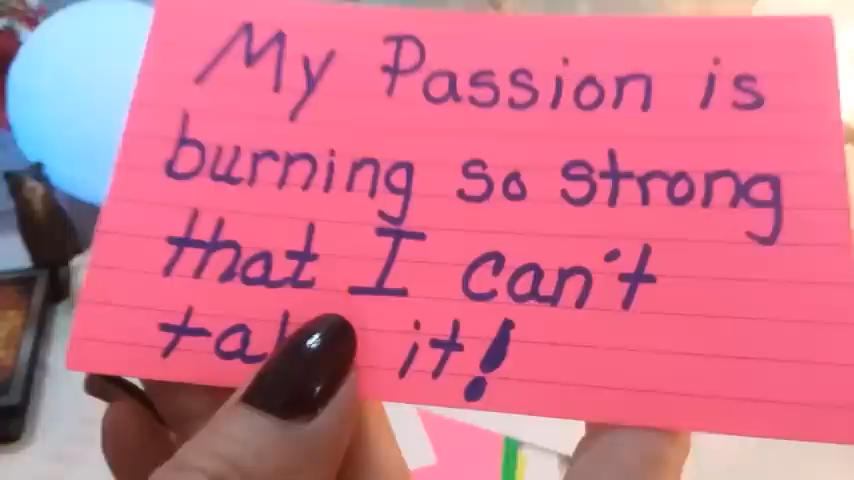 My Passion is
burning so strong
that I can't
it!